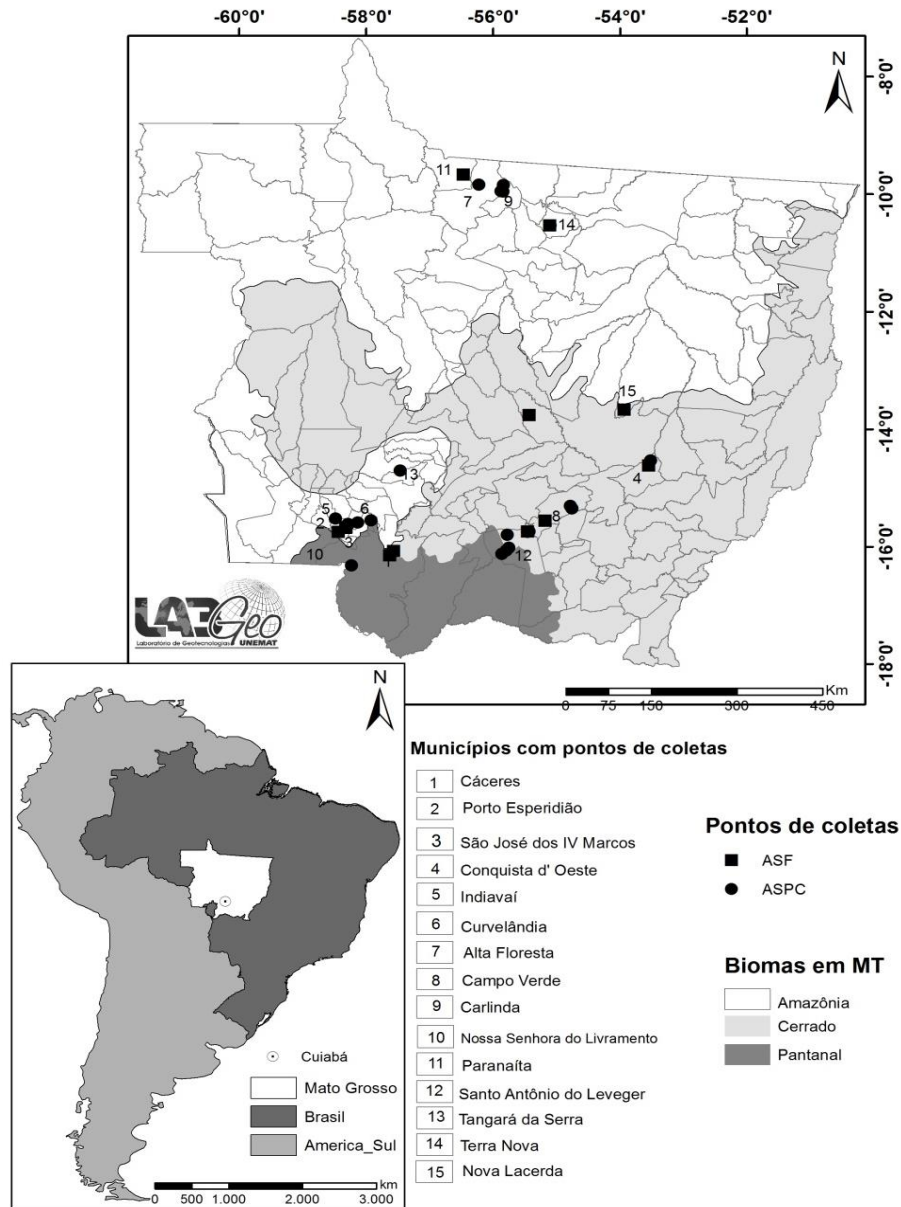 -60°0' -58°0' -56°0' -54°0' -52°0'
N
-8°0'
-10°0'
-12°0'
-14°0'
-16°0'
-18°0'
11
7
9
14
15
13
4
5
6
2
3
8
10
1
12
LABGeo
Laboratório de Geotecnologias UNEMAT
Km
0 75 150 300 450
N
Cuiabá
Mato Grosso
Brasil
America_Sul
km
0 500 1.000 2.000 3.000
Municípios com pontos de coletas
1 Cáceres
2 Porto Esperidião
3 São José dos IV Marcos
4 Conquista d' Oeste
5 Indiavaí
6 Curvelândia
7 Alta Floresta
8 Campo Verde
9 Carlinda
10 Nossa Senhora do Livramento
11 Paranaíta
12 Santo Antônio do Leveger
13 Tangará da Serra
14 Terra Nova
15 Nova Lacerda
Pontos de coletas
ASF
ASPC
Biomas em MT
Amazônia
Cerrado
Pantanal